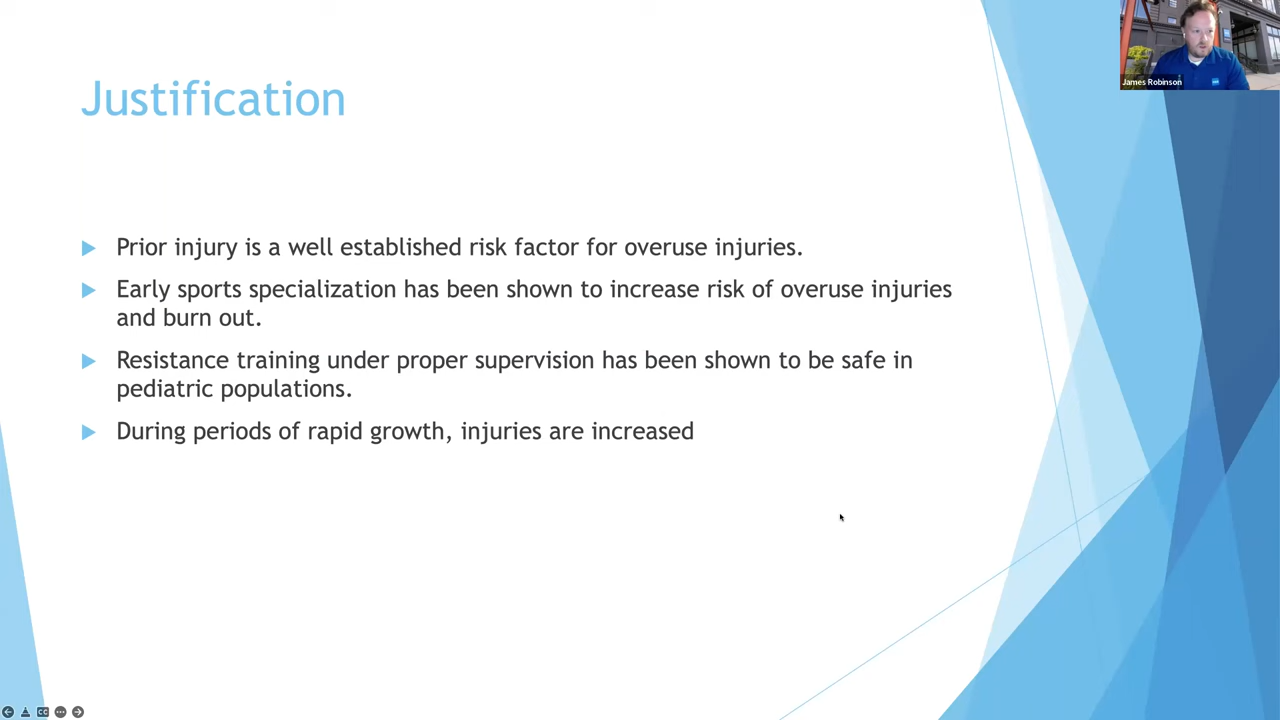 James Robinson
Justification
Prior injury is a well established risk factor for overuse injuries.
Early sports specialization has been shown to increase risk of overuse injuries
and burn out.
Resistance training under proper supervision has been shown to be safe in
pediatric populations.
During periods of rapid growth, injuries are increased
CC